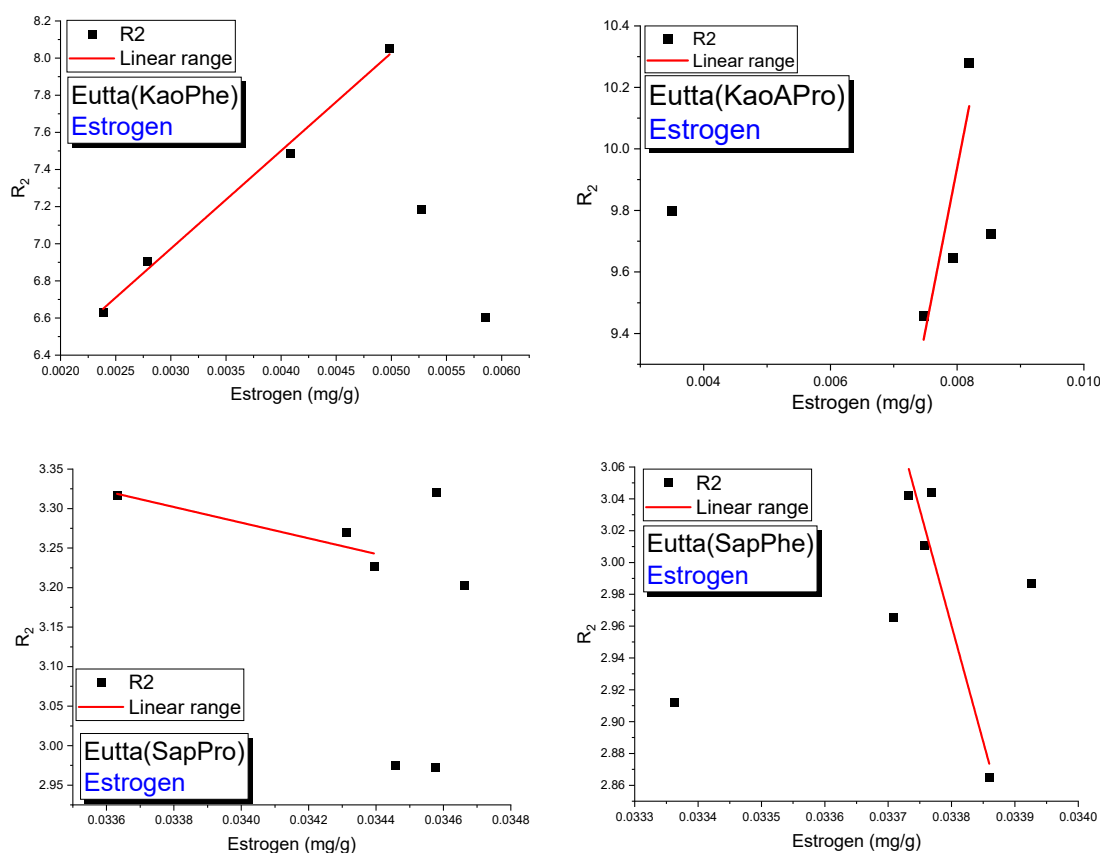 R2
Linear range
Eutta(KaoPhe)
Estrogen
R2
8.2
8.0
7.8
7.6
7.4
7.2
7.0
6.8
6.6
6.4
0.0020 0.0025 0.0030 0.0035 0.0040 0.0045 0.0050 0.0055 0.0060
Estrogen (mg/g)
R2
Linear range
Eutta(KaoAPro)
Estrogen
R2
10.4
10.2
10.0
9.8
9.6
9.4
0.004 0.006 0.008 0.010
Estrogen (mg/g)
R2
3.35
3.30
3.25
3.20
3.15
3.10
3.05
3.00
2.95
R2
Linear range
Eutta(SapPro)
Estrogen
0.0336 0.0338 0.0340 0.0342 0.0344 0.0346 0.0348
Estrogen (mg/g)
R2
Linear range
Eutta(SapPhe)
Estrogen
R2
3.06
3.04
3.02
3.00
2.98
2.96
2.94
2.92
2.90
2.88
2.86
0.0333 0.0334 0.0335 0.0336 0.0337 0.0338 0.0339 0.0340
Estrogen (mg/g)